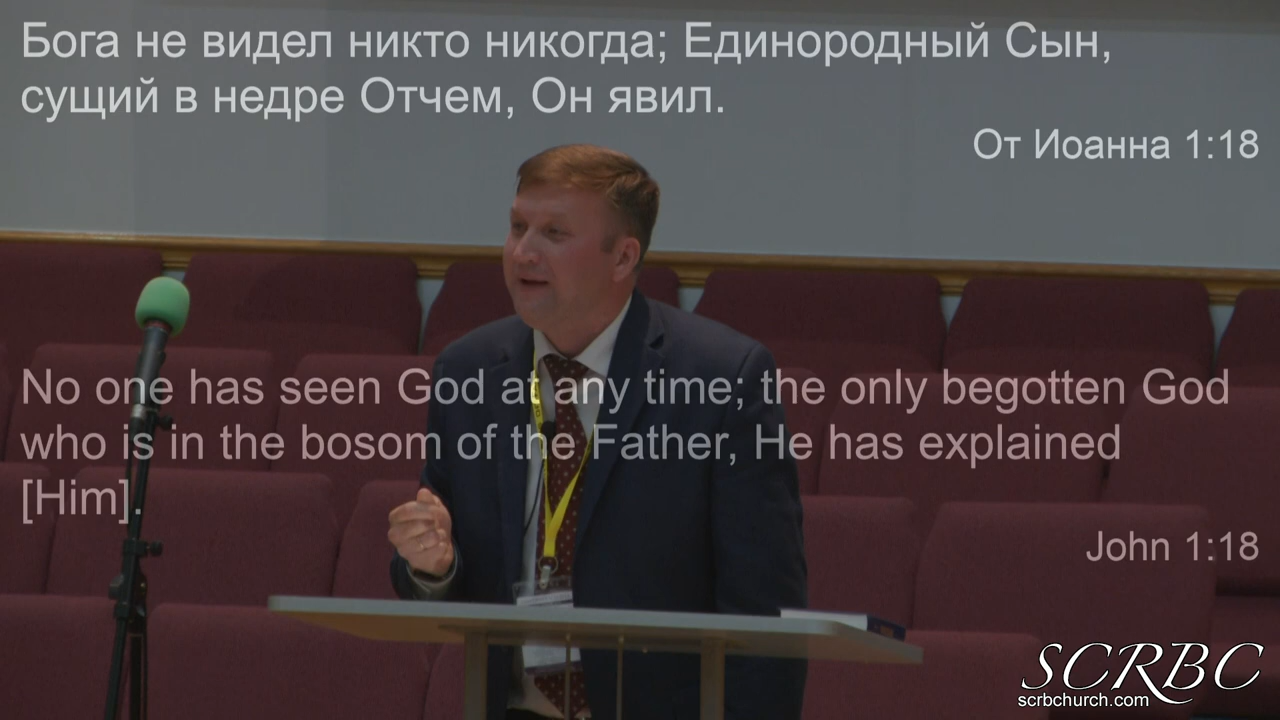 Бога не видел никто никогда; Единородный Сын,
сущий в недре Отчем, Он явил.
От Иоанна 1:18
No one has seen God at any time; the only begotten God
who is in the bosom of the Father, He has explained
[Him].
John 1:18
SCRBC
scrbchurch.com